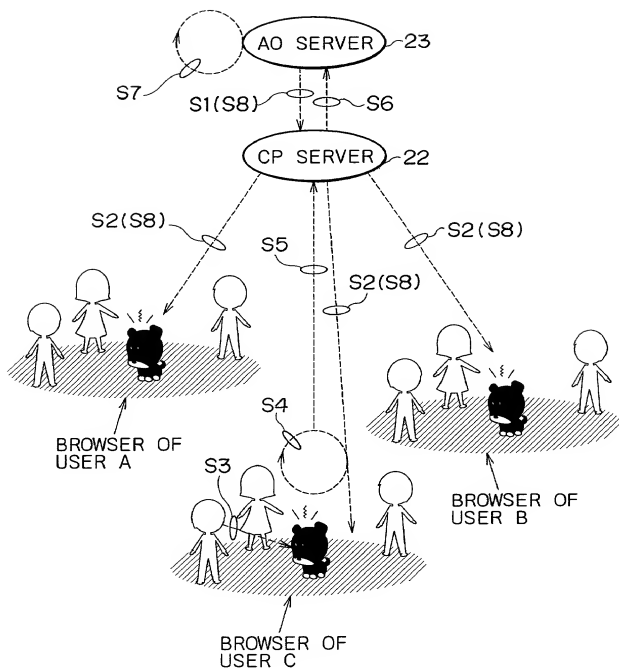 AO SERVER
23
S7
S1(S8)
S6
CP SERVER
22
S2(S8)
S5
S2(S8)
S2(S8)
S4
BROWSER OF
USER A
S3
BROWSER OF
USER B
BROWSER OF
USER C